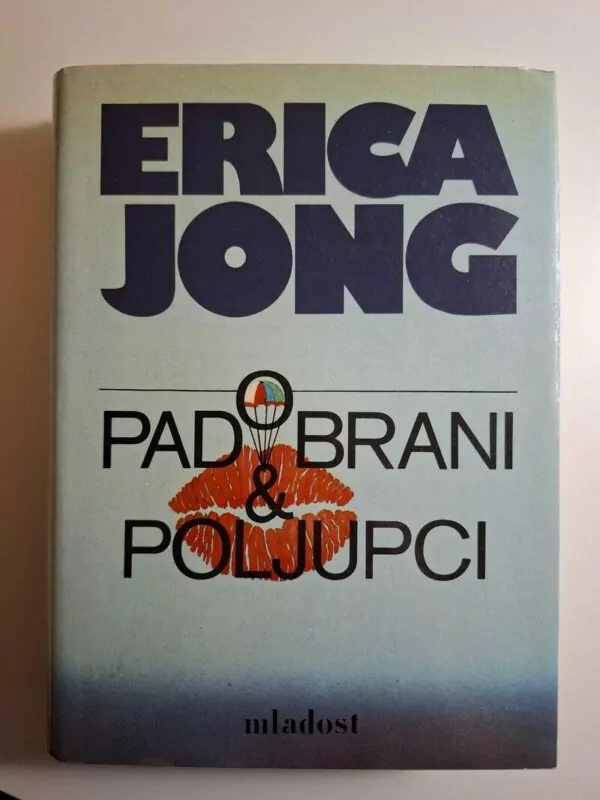 ERICA
JONG
PADOBRANI
&
POLJUPCI
mladost